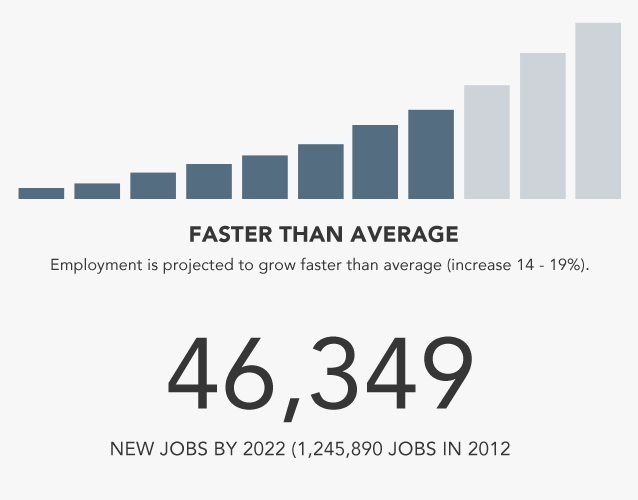 FASTER THAN AVERAGE
Employment is projected to grow faster than average (increase 14 - 19%).
46,349
NEW JOBS BY 2022 (1,245,890 JOBS IN 2012